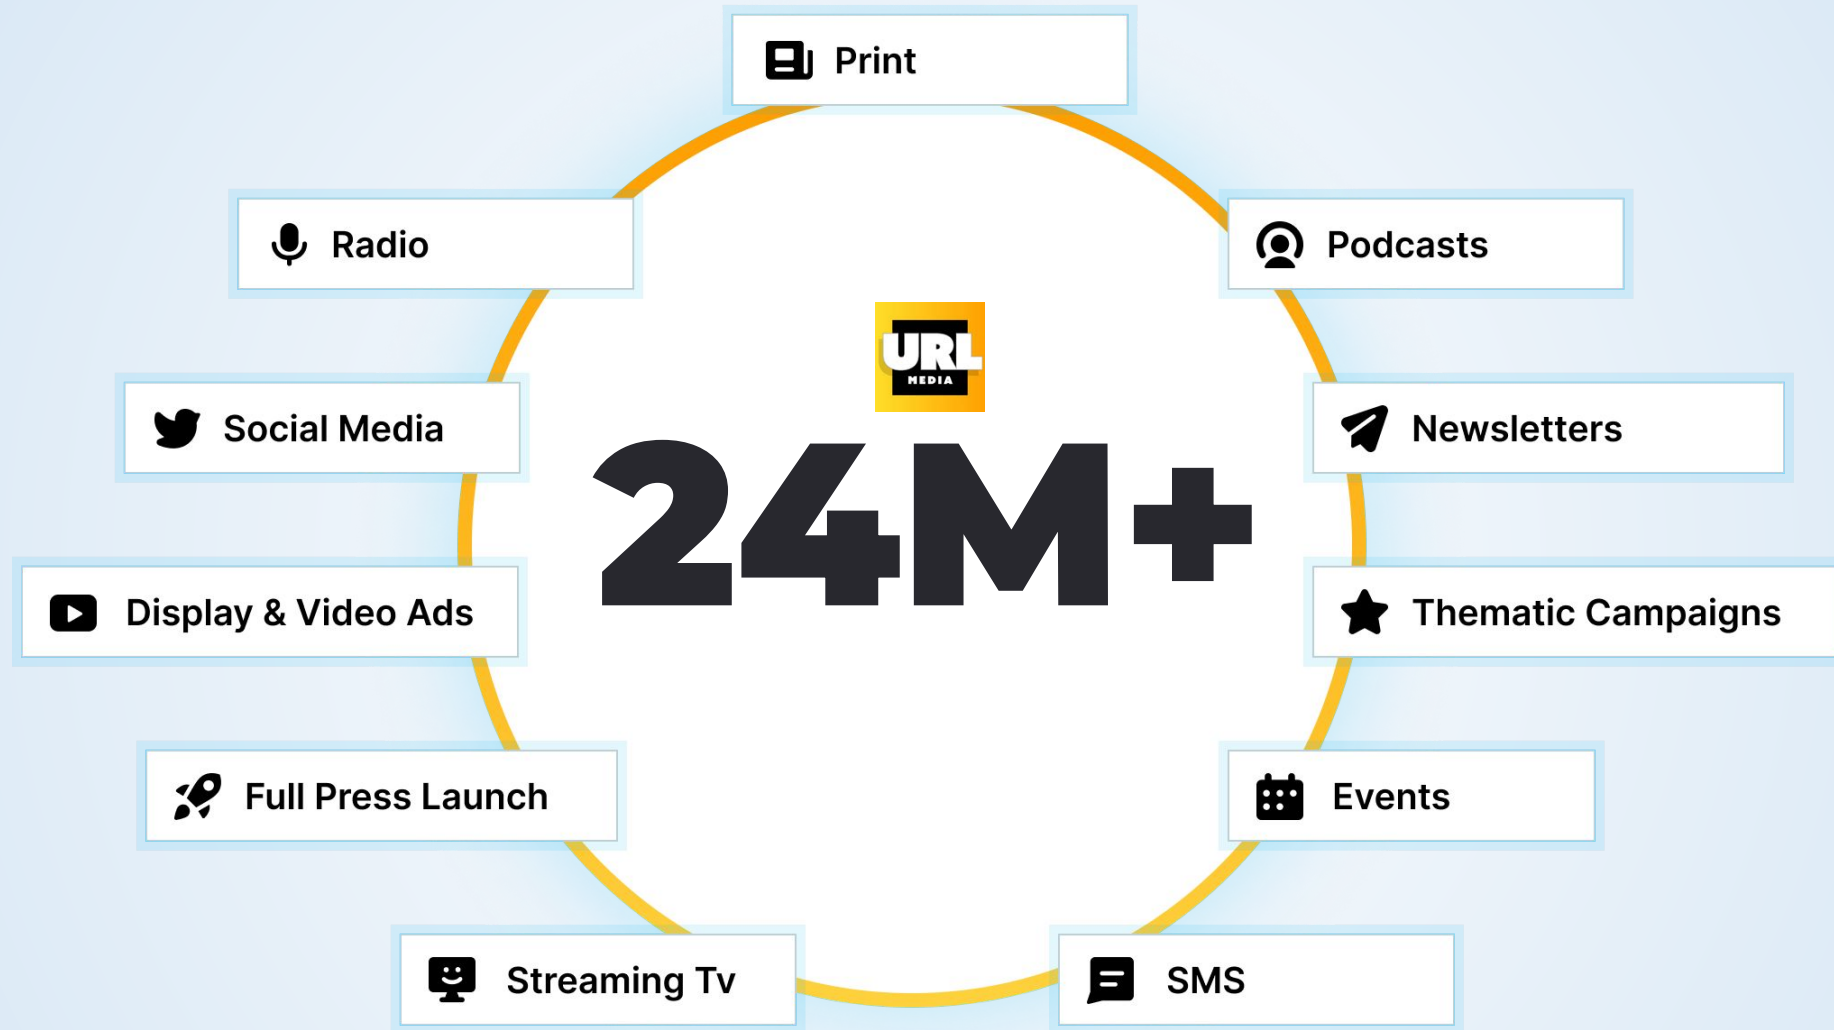 Print
Radio
Podcasts
URL
MEDIA
Social Media
Newsletters
24M+
Display & Video Ads
Thematic Campaigns
Full Press Launch
Events
Streaming Tv
SMS